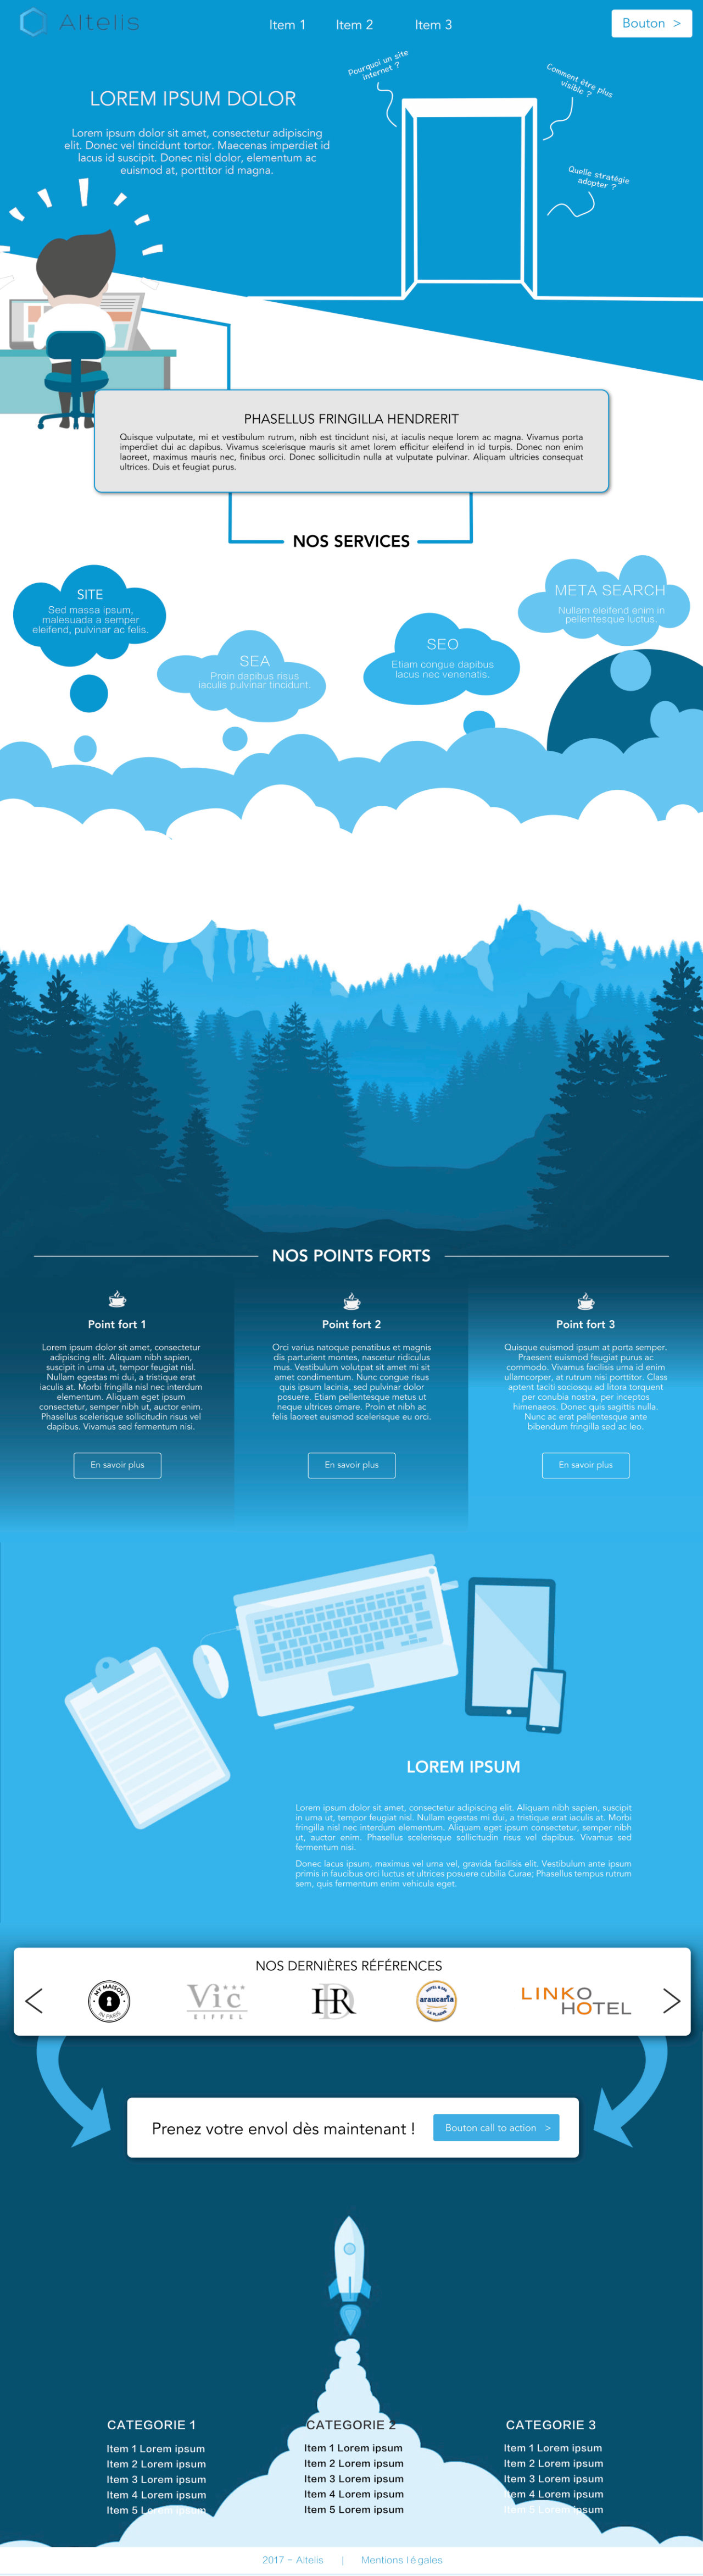 Altelis
Item 1
Item 2
Item 3
Bouton >
Pourquoi un site
internet ?
Comment être plus
visible ?
Quelle stratégie
adopter ?
LOREM IPSUM DOLOR
Lorem ipsum dolor sit amet, consectetur adipiscing
elit. Donec vel tincidunt tortor. Maecenas imperdiet id
lacus id suscipit. Donec nisl dolor, elementum ac
euismod at, porttitor id magna.
PHASELLUS FRINGILLA HENDRERIT
Quisque vulputate, mi et vestibulum rutrum, nibh est tincidunt nisi, at iaculis neque lorem ac magna. Vivamus porta
imperdiet dui ac dapibus. Vivamus scelerisque mauris sit amet lorem efficitur eleifend in id turpis. Donec non enim
laoreet, maximus mauris nec, finibus orci. Donec sollicitudin nulla at vulputate pulvinar. Aliquam ultricies consequat
ultrices. Duis et feugiat purus.
NOS SERVICES
SITE
Sed massa ipsum,
malesuada a semper
eleifend, pulvinar ac felis.
SEA
Proin dapibus risus
iaculis pulvinar tincidunt.
SEO
Etiam congue dapibus
lacus nec venenatis.
META SEARCH
Nullam eleifend enim in
pellentesque luctus.
NOS POINTS FORTS
Point fort 1
Lorem ipsum dolor sit amet, consectetur
adipiscing elit. Aliquam nibh sapien,
suscipit in urna ut, tempor feugiat nisl.
Nullam egestas mi dui, a tristique erat
iaculis at. Morbi fringilla nisl nec interdum
elementum. Aliquam eget ipsum
consectetur, semper nibh ut, auctor enim.
Phasellus scelerisque sollicitudin risus vel
dapibus. Vivamus sed fermentum nisi.
En savoir plus
Point fort 2
Orci varius natoque penatibus et magnis
dis parturient montes, nascetur ridiculus
mus. Vestibulum volutpat sit amet mi sit
amet condimentum. Nunc congue risus
quis ipsum lacinia, sed pulvinar dolor
posuere. Etiam pellentesque metus ut
neque ultrices ornare. Proin et nibh ac
felis laoreet euismod scelerisque eu orci.
En savoir plus
Point fort 3
Quisque euismod ipsum at porta semper.
Praesent euismod feugiat purus ac
commodo. Vivamus facilisis urna id enim
ullamcorper, at rutrum nisi porttitor. Class
aptent taciti sociosqu ad litora torquent
per conubia nostra, per inceptos
himenaeos. Donec quis sagittis nulla.
Nunc ac erat pellentesque ante
bibendum fringilla sed ac leo.
En savoir plus
LOREM IPSUM
Lorem ipsum dolor sit amet, consectetur adipiscing elit. Aliquam nibh sapien, suscipit
in urna ut, tempor feugiat nisl. Nullam egestas mi dui, a tristique erat iaculis at. Morbi
fringilla nisl nec interdum elementum. Aliquam eget ipsum consectetur, semper nibh
ut, auctor enim. Phasellus scelerisque sollicitudin risus vel dapibus. Vivamus sed
fermentum nisi.
Donec lacus ipsum, maximus vel urna vel, gravida facilisis elit. Vestibulum ante ipsum
primis in faucibus orci luctus et ultrices posuere cubilia Curae; Phasellus tempus rutrum
sem, quis fermentum enim vehicula eget.
NOS DERNIÈRES RÉFÉRENCES
MY MAISON
IN PARIS
Vic
EIFFEL
HR
HOTEL & SPA
araucaria
LA PLAGNE
LINKO
HOTEL
Prenez votre envol dès maintenant !
Bouton call to action >
CATEGORIE 1
Item 1 Lorem ipsum
Item 2 Lorem ipsum
Item 3 Lorem ipsum
Item 4 Lorem ipsum
Item 5 Lorem ipsum
CATEGORIE 2
Item 1 Lorem ipsum
Item 2 Lorem ipsum
Item 3 Lorem ipsum
Item 4 Lorem ipsum
Item 5 Lorem ipsum
CATEGORIE 3
Item 1 Lorem ipsum
Item 2 Lorem ipsum
Item 3 Lorem ipsum
Item 4 Lorem ipsum
Item 5 Lorem ipsum
2017 - Altelis | Mentions légales